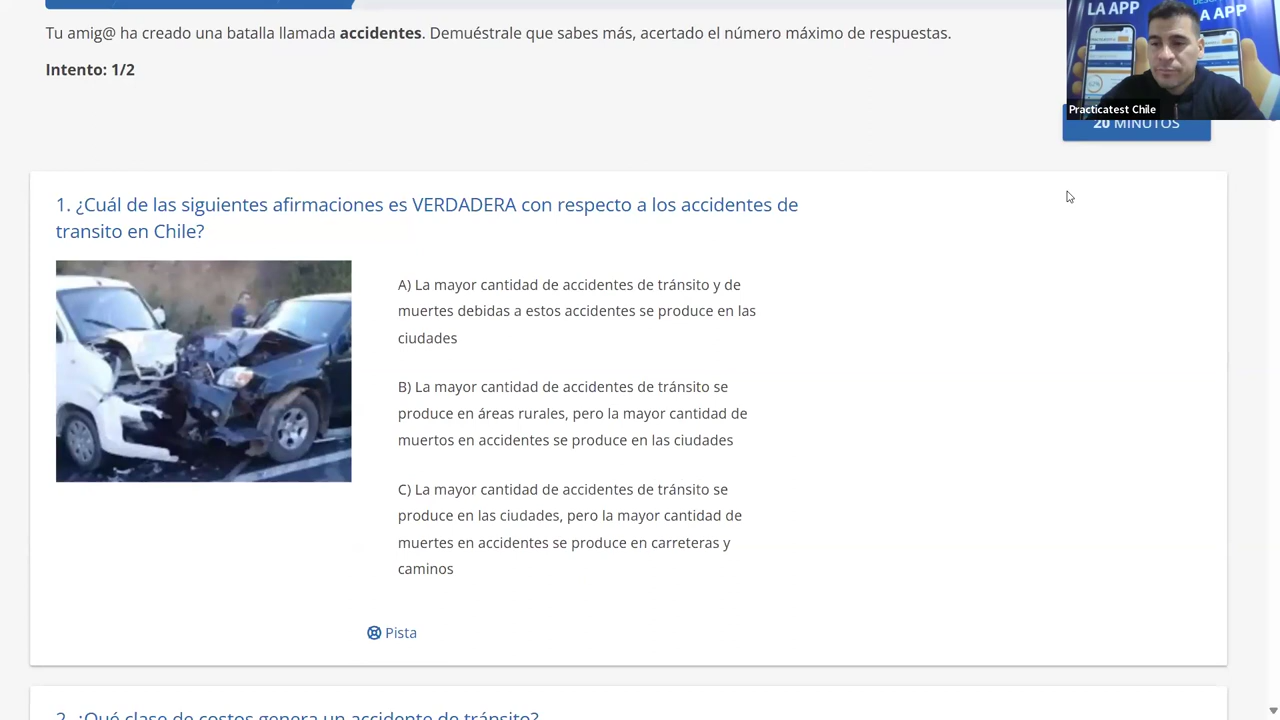 Tu amig@ ha creado una batalla llamada accidentes. Demuéstrale que sabes más, acertado el número máximo de respuestas.
Intento: 1/2
LA APP
A APP
Practicatest Chile
20 MINUTOS
1. ¿Cuál de las siguientes afirmaciones es VERDADERA con respecto a los accidentes de
transito en Chile?
A) La mayor cantidad de accidentes de tránsito y de
muertes debidas a estos accidentes se produce en las
ciudades
B) La mayor cantidad de accidentes de tránsito se
produce en áreas rurales, pero la mayor cantidad de
muertos en accidentes se produce en las ciudades
C) La mayor cantidad de accidentes de tránsito se
produce en las ciudades, pero la mayor cantidad de
muertes en accidentes se produce en carreteras y
caminos
Pista
2. ¿Qué clase de costos genera un accidente de tránsito?